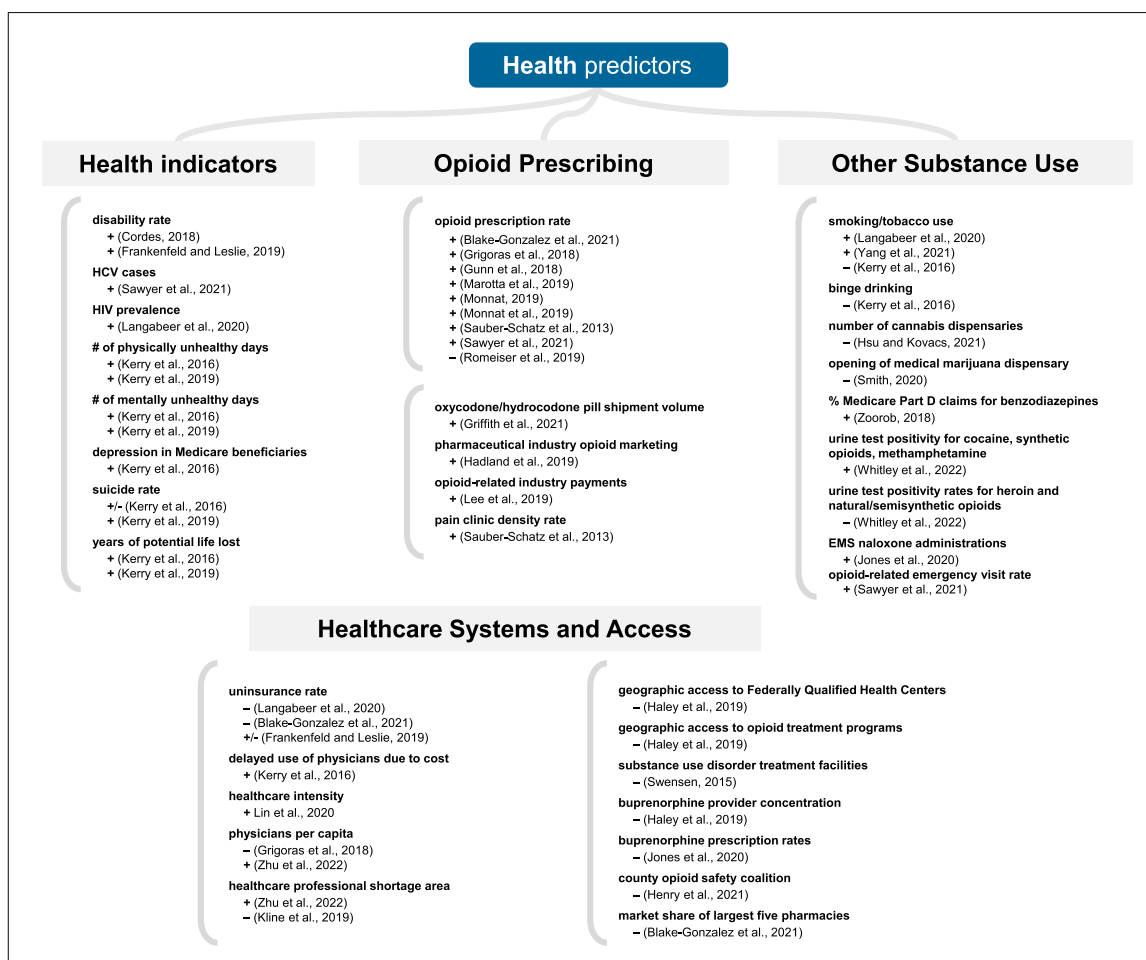 Health predictors
Health indicators
disability rate
+ (Cordes, 2018)
+ (Frankenfeld and Leslie, 2019)
HCV cases
+ (Sawyer et al., 2021)
HIV prevalence
+ (Langabeer et al., 2020)
# of physically unhealthy days
+ (Kerry et al., 2016)
+ (Kerry et al., 2019)
# of mentally unhealthy days
+ (Kerry et al., 2016)
+ (Kerry et al., 2019)
depression in Medicare beneficiaries
+ (Kerry et al., 2016)
suicide rate
+/- (Kerry et al., 2016)
+ (Kerry et al., 2019)
years of potential life lost
+ (Kerry et al., 2016)
+ (Kerry et al., 2019)
Opioid Prescribing
opioid prescription rate
+ (Blake-Gonzalez et al., 2021)
+ (Grigoras et al., 2018)
+ (Gunn et al., 2018)
+ (Marotta et al., 2019)
+ (Monnat, 2019)
+ (Monnat et al., 2019)
+ (Sauber-Schatz et al., 2013)
+ (Sawyer et al., 2021)
– (Romeiser et al., 2019)
oxycodone/hydrocodone pill shipment volume
+ (Griffith et al., 2021)
pharmaceutical industry opioid marketing
+ (Hadland et al., 2019)
opioid-related industry payments
+ (Lee et al., 2019)
pain clinic density rate
+ (Sauber-Schatz et al., 2013)
Other Substance Use
smoking/tobacco use
+ (Langabeer et al., 2020)
+ (Yang et al., 2021)
– (Kerry et al., 2016)
binge drinking
– (Kerry et al., 2016)
number of cannabis dispensaries
– (Hsu and Kovacs, 2021)
opening of medical marijuana dispensary
– (Smith, 2020)
% Medicare Part D claims for benzodiazepines
+ (Zoorob, 2018)
urine test positivity for cocaine, synthetic
opioids, methamphetamine
+ (Whitley et al., 2022)
urine test positivity rates for heroin and
natural/semisynthetic opioids
– (Whitley et al., 2022)
EMS naloxone administrations
+ (Jones et al., 2020)
opioid-related emergency visit rate
+ (Sawyer et al., 2021)
Healthcare Systems and Access
uninsurance rate
– (Langabeer et al., 2020)
– (Blake-Gonzalez et al., 2021)
+/- (Frankenfeld and Leslie, 2019)
delayed use of physicians due to cost
+ (Kerry et al., 2016)
healthcare intensity
+ Lin et al., 2020
physicians per capita
– (Grigoras et al., 2018)
+ (Zhu et al., 2022)
healthcare professional shortage area
+ (Zhu et al., 2022)
– (Kline et al., 2019)
geographic access to Federally Qualified Health Centers
– (Haley et al., 2019)
geographic access to opioid treatment programs
– (Haley et al., 2019)
substance use disorder treatment facilities
– (Swensen, 2015)
buprenorphine provider concentration
– (Haley et al., 2019)
buprenorphine prescription rates
– (Jones et al., 2020)
county opioid safety coalition
– (Henry et al., 2021)
market share of largest five pharmacies
– (Blake-Gonzalez et al., 2021)